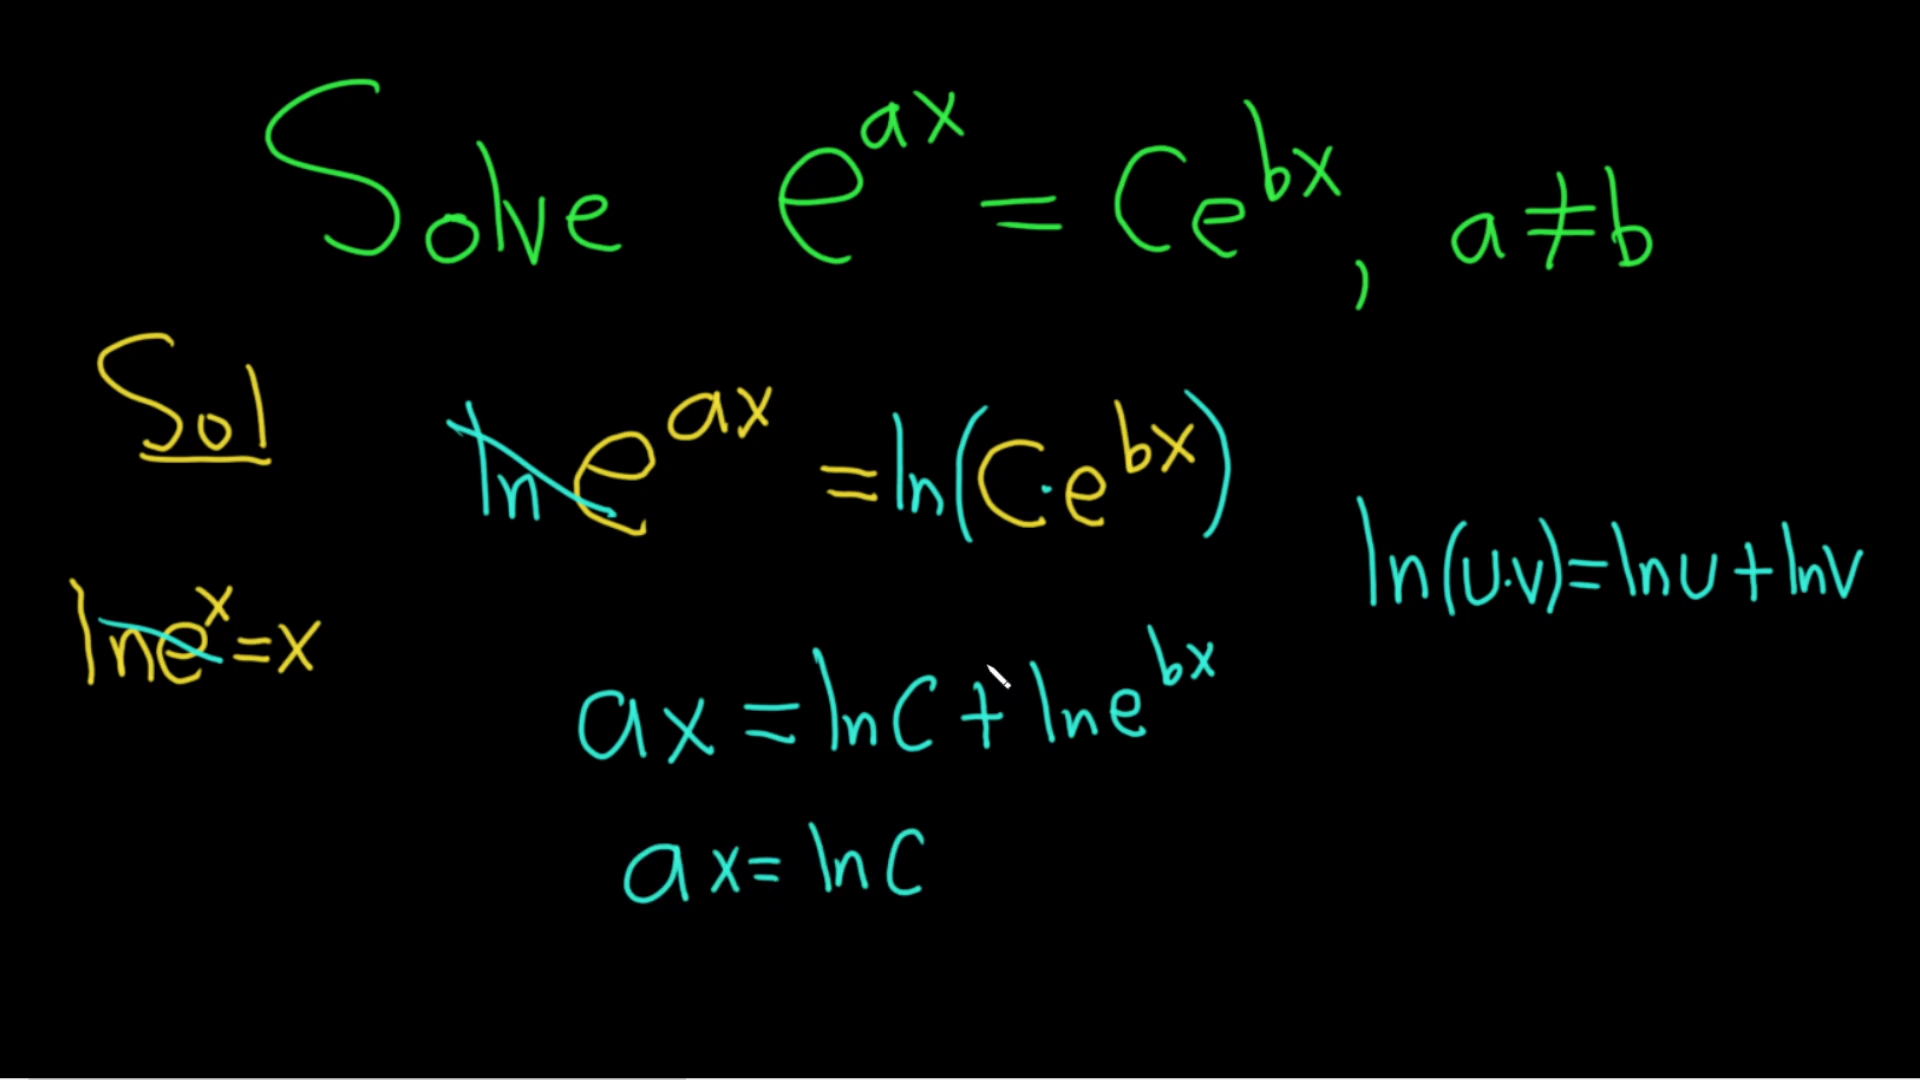 Solve e^{ax} = Ce^{bx}, a ≠ b
Sol ln e^{ax} = ln(C·e^{bx})
ln(u·v) = ln u + ln v
ln e^x = x
ax = ln C + ln e^{bx}
ax = ln C